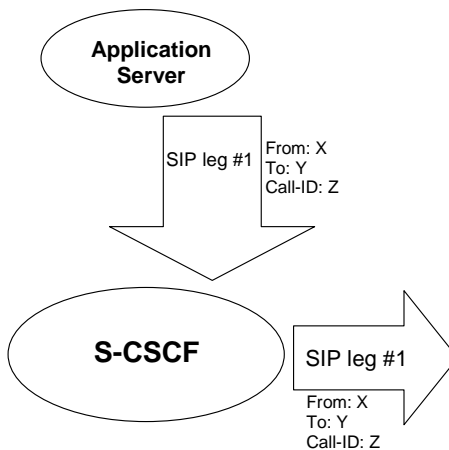 Application
Server
SIP leg #1
From: X
To: Y
Call-ID: Z
S-CSCF
SIP leg #1
From: X
To: Y
Call-ID: Z